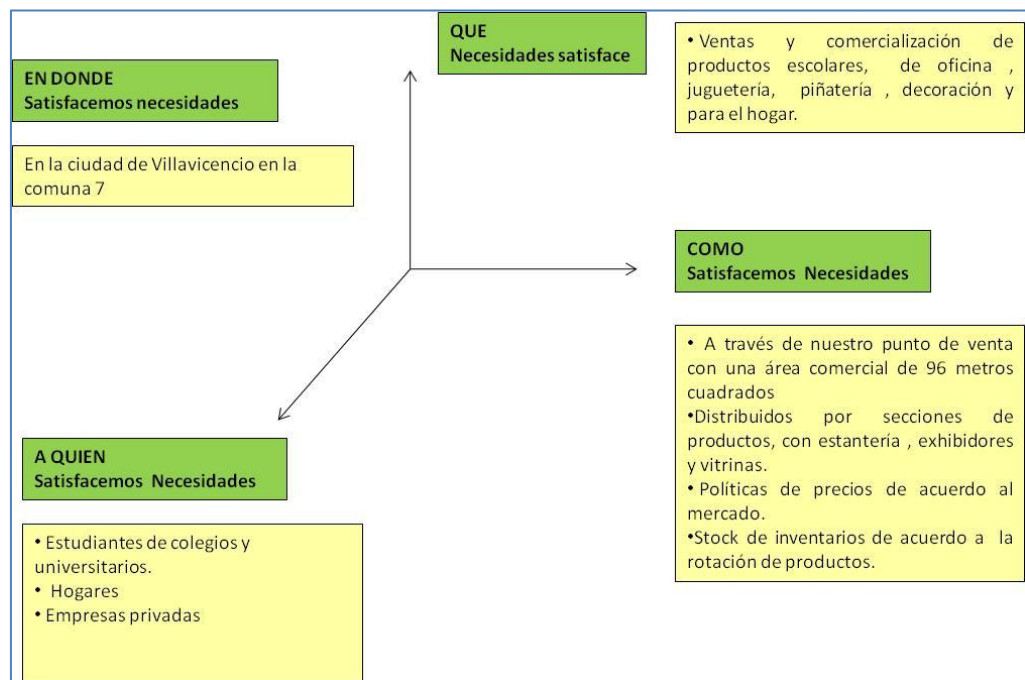 QUE
Necesidades satisface
• Ventas y comercialización de
productos escolares, de oficina ,
juguetería, piñatería , decoración y
para el hogar.
EN DONDE
Satisfacemos necesidades
En la ciudad de Villavicencio en la
comuna 7
COMO
Satisfacemos Necesidades
• A través de nuestro punto de venta
con una área comercial de 96 metros
cuadrados
•Distribuidos por secciones de
productos, con estantería , exhibidores
y vitrinas.
• Políticas de precios de acuerdo al
mercado.
•Stock de inventarios de acuerdo a la
rotación de productos.
A QUIEN
Satisfacemos Necesidades
• Estudiantes de colegios y
universitarios.
• Hogares
• Empresas privadas